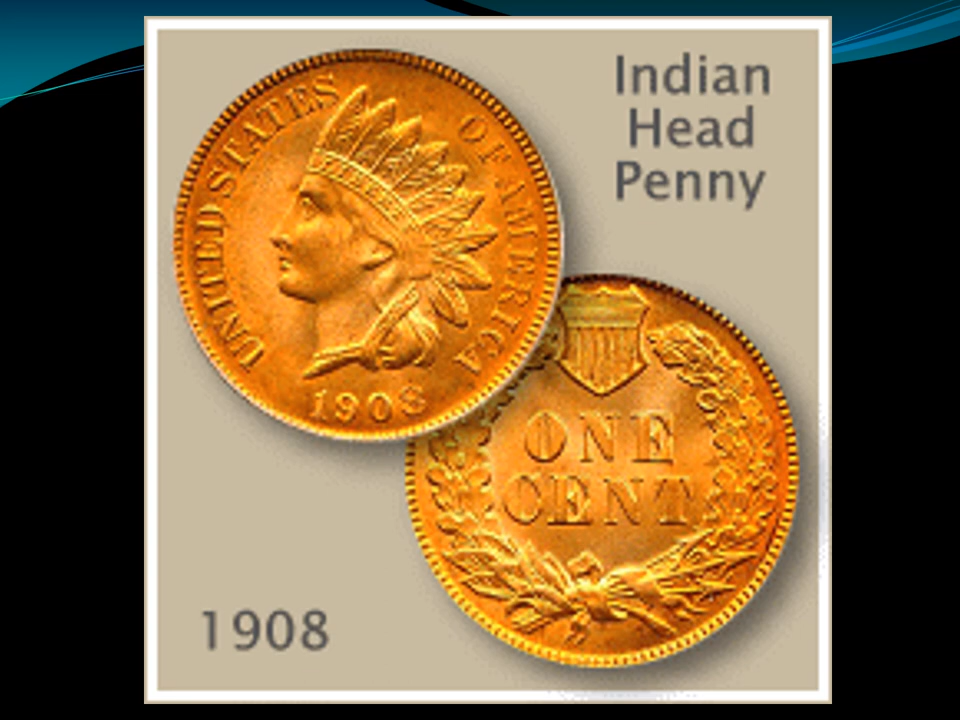 Indian
Head
Penny
UNITED STATES OF AMERICA
1908
ONE
CENT
1908